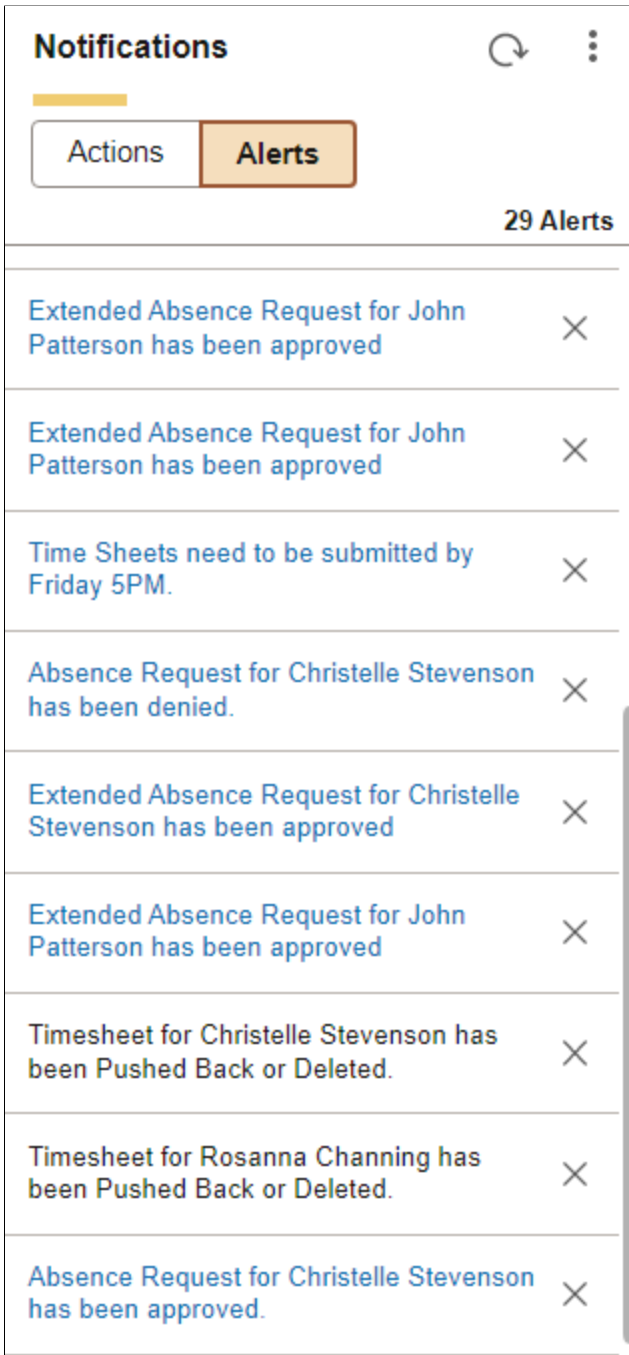 Notifications
Actions
Alerts
29 Alerts
Extended Absence Request for John
Patterson has been approved
Extended Absence Request for John
Patterson has been approved
Time Sheets need to be submitted by
Friday 5PM.
Absence Request for Christelle Stevenson
has been denied.
Extended Absence Request for Christelle
Stevenson has been approved
Extended Absence Request for John
Patterson has been approved
Timesheet for Christelle Stevenson has
been Pushed Back or Deleted.
Timesheet for Rosanna Channing has
been Pushed Back or Deleted.
Absence Request for Christelle Stevenson
has been approved.